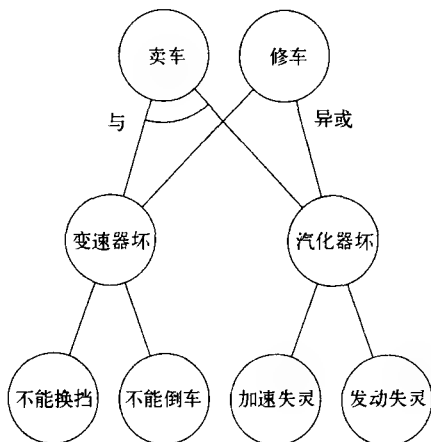 卖车
修车
与
异或
变速器坏
汽化器坏
不能换挡
不能倒车
加速失灵
发动失灵